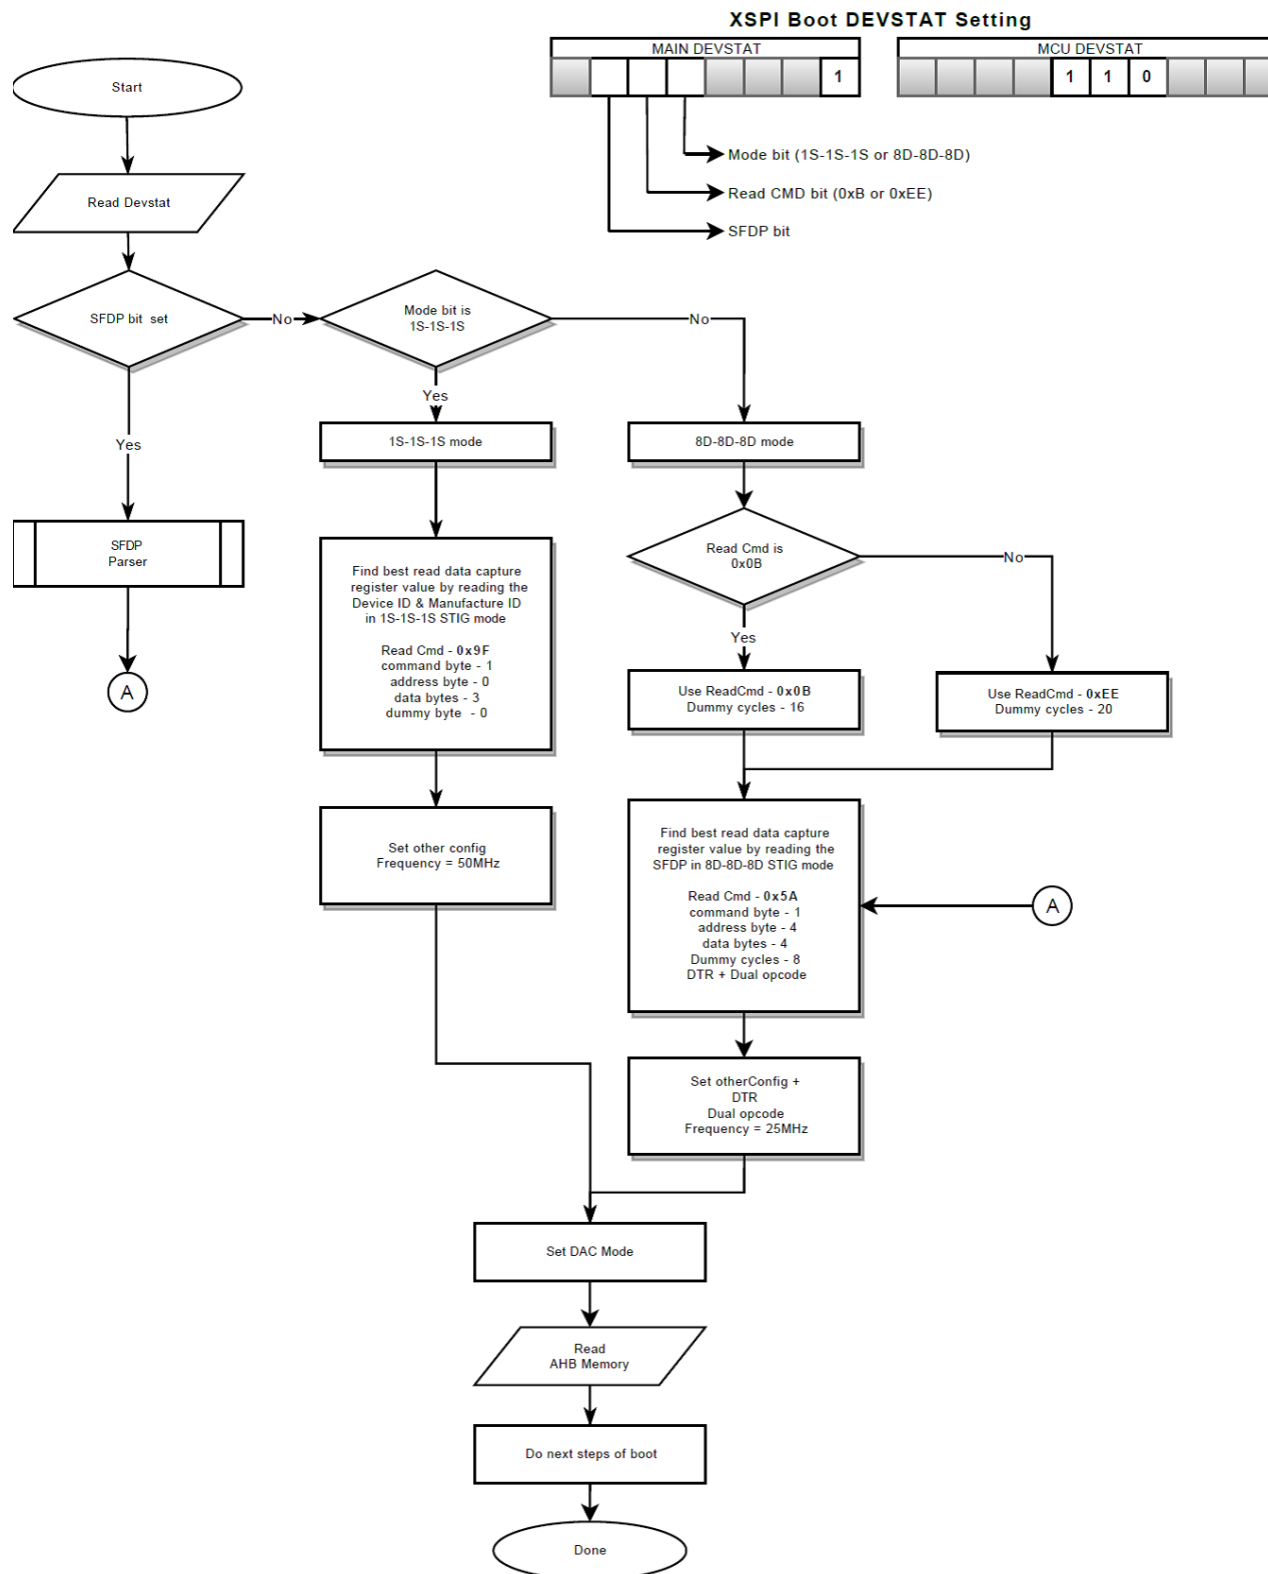 XSPI Boot DEVSTAT Setting
MAIN DEVSTAT
MCU DEVSTAT
1
1 1 0
Mode bit (1S-1S-1S or 8D-8D-8D)
Read CMD bit (0xB or 0xEE)
SFDP bit
Start
Read Devstat
SFDP bit set
No
Mode bit is
1S-1S-1S
No
Yes
Yes
1S-1S-1S mode
8D-8D-8D mode
SFDP
Parser
A
Find best read data capture
register value by reading the
Device ID & Manufacture ID
in 1S-1S-1S STIG mode
Read Cmd - 0x9F
command byte - 1
address byte - 0
data bytes - 3
dummy byte - 0
Read Cmd is
0x0B
No
Yes
Use ReadCmd - 0x0B
Dummy cycles - 16
Use ReadCmd - 0xEE
Dummy cycles - 20
Set other config
Frequency = 50MHz
Find best read data capture
register value by reading the
SFDP in 8D-8D-8D STIG mode
Read Cmd - 0x5A
command byte - 1
address byte - 4
data bytes - 4
Dummy cycles - 8
DTR + Dual opcode
A
Set otherConfig +
DTR
Dual opcode
Frequency = 25MHz
Set DAC Mode
Read
AHB Memory
Do next steps of boot
Done